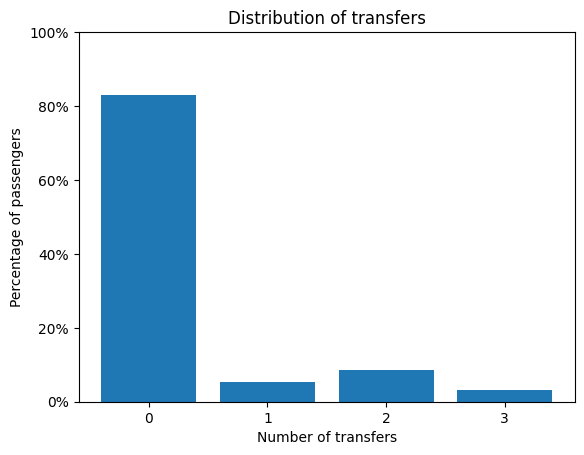 Distribution of transfers
100%
80%
60%
40%
20%
0%
Percentage of passengers
0 1 2 3
Number of transfers